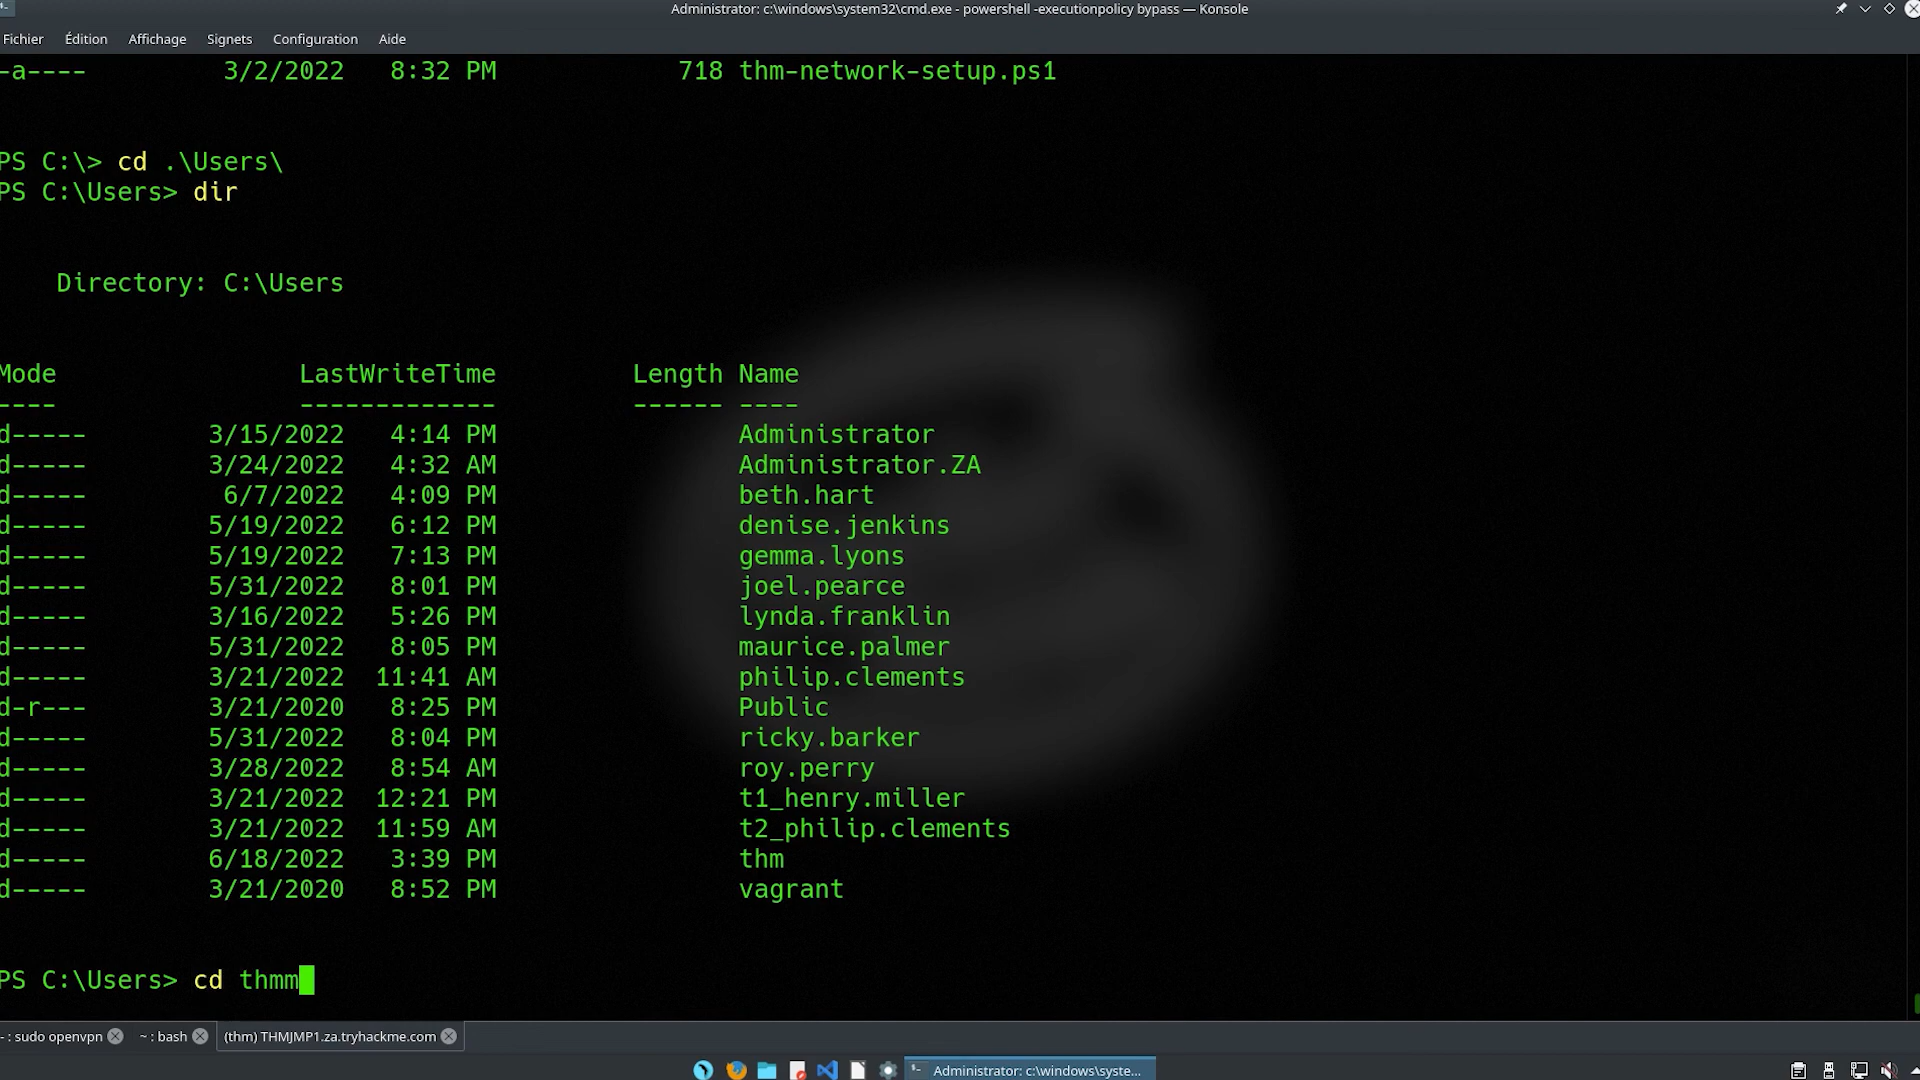 Administrator: c:\windows\system32\cmd.exe - powershell -executionpolicy bypass — Konsole
Fichier Édition Affichage Signets Configuration Aide
-a---- 3/2/2022 8:32 PM 718 thm-network-setup.ps1
PS C:\> cd .\Users\
PS C:\Users> dir
Directory: C:\Users
Mode LastWriteTime Length Name
---- ------------- ------ ----
d----- 3/15/2022 4:14 PM Administrator
d----- 3/24/2022 4:32 AM Administrator.ZA
d----- 6/7/2022 4:09 PM beth.hart
d----- 5/19/2022 6:12 PM denise.jenkins
d----- 5/19/2022 7:13 PM gemma.lyons
d----- 5/31/2022 8:01 PM joel.pearce
d----- 3/16/2022 5:26 PM lynda.franklin
d----- 5/31/2022 8:05 PM maurice.palmer
d----- 3/21/2022 11:41 AM philip.clements
d-r--- 3/21/2020 8:25 PM Public
d----- 5/31/2022 8:04 PM ricky.barker
d----- 3/28/2022 8:54 AM roy.perry
d----- 3/21/2022 12:21 PM t1_henry.miller
d----- 3/21/2022 11:59 AM t2_philip.clements
d----- 6/18/2022 3:39 PM thm
d----- 3/21/2020 8:52 PM vagrant
PS C:\Users> cd thmm
- : sudo openvpn ~ : bash (thm) THMJMP1.za.tryhackme.com
Administrator: c:\windows\syste...